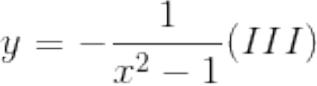 y = -\frac{1}{x^2 - 1} (III)